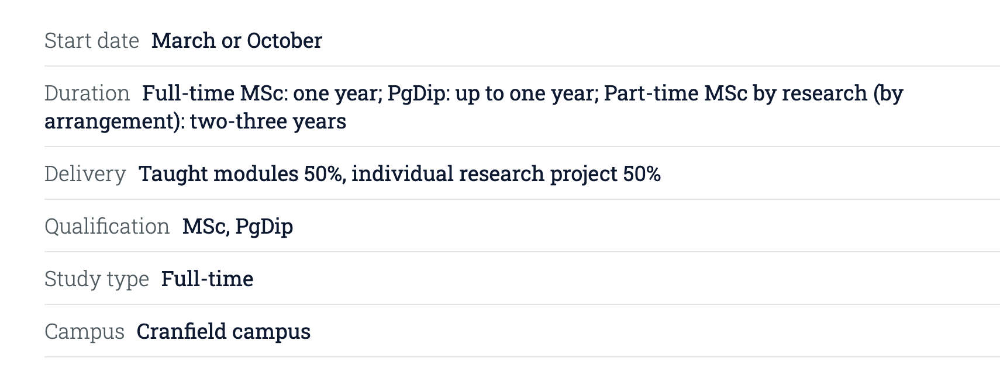 Start date March or October
Duration Full-time MSc: one year; PgDip: up to one year; Part-time MSc by research (by
arrangement): two-three years
Delivery Taught modules 50%, individual research project 50%
Qualification MSc, PgDip
Study type Full-time
Campus Cranfield campus